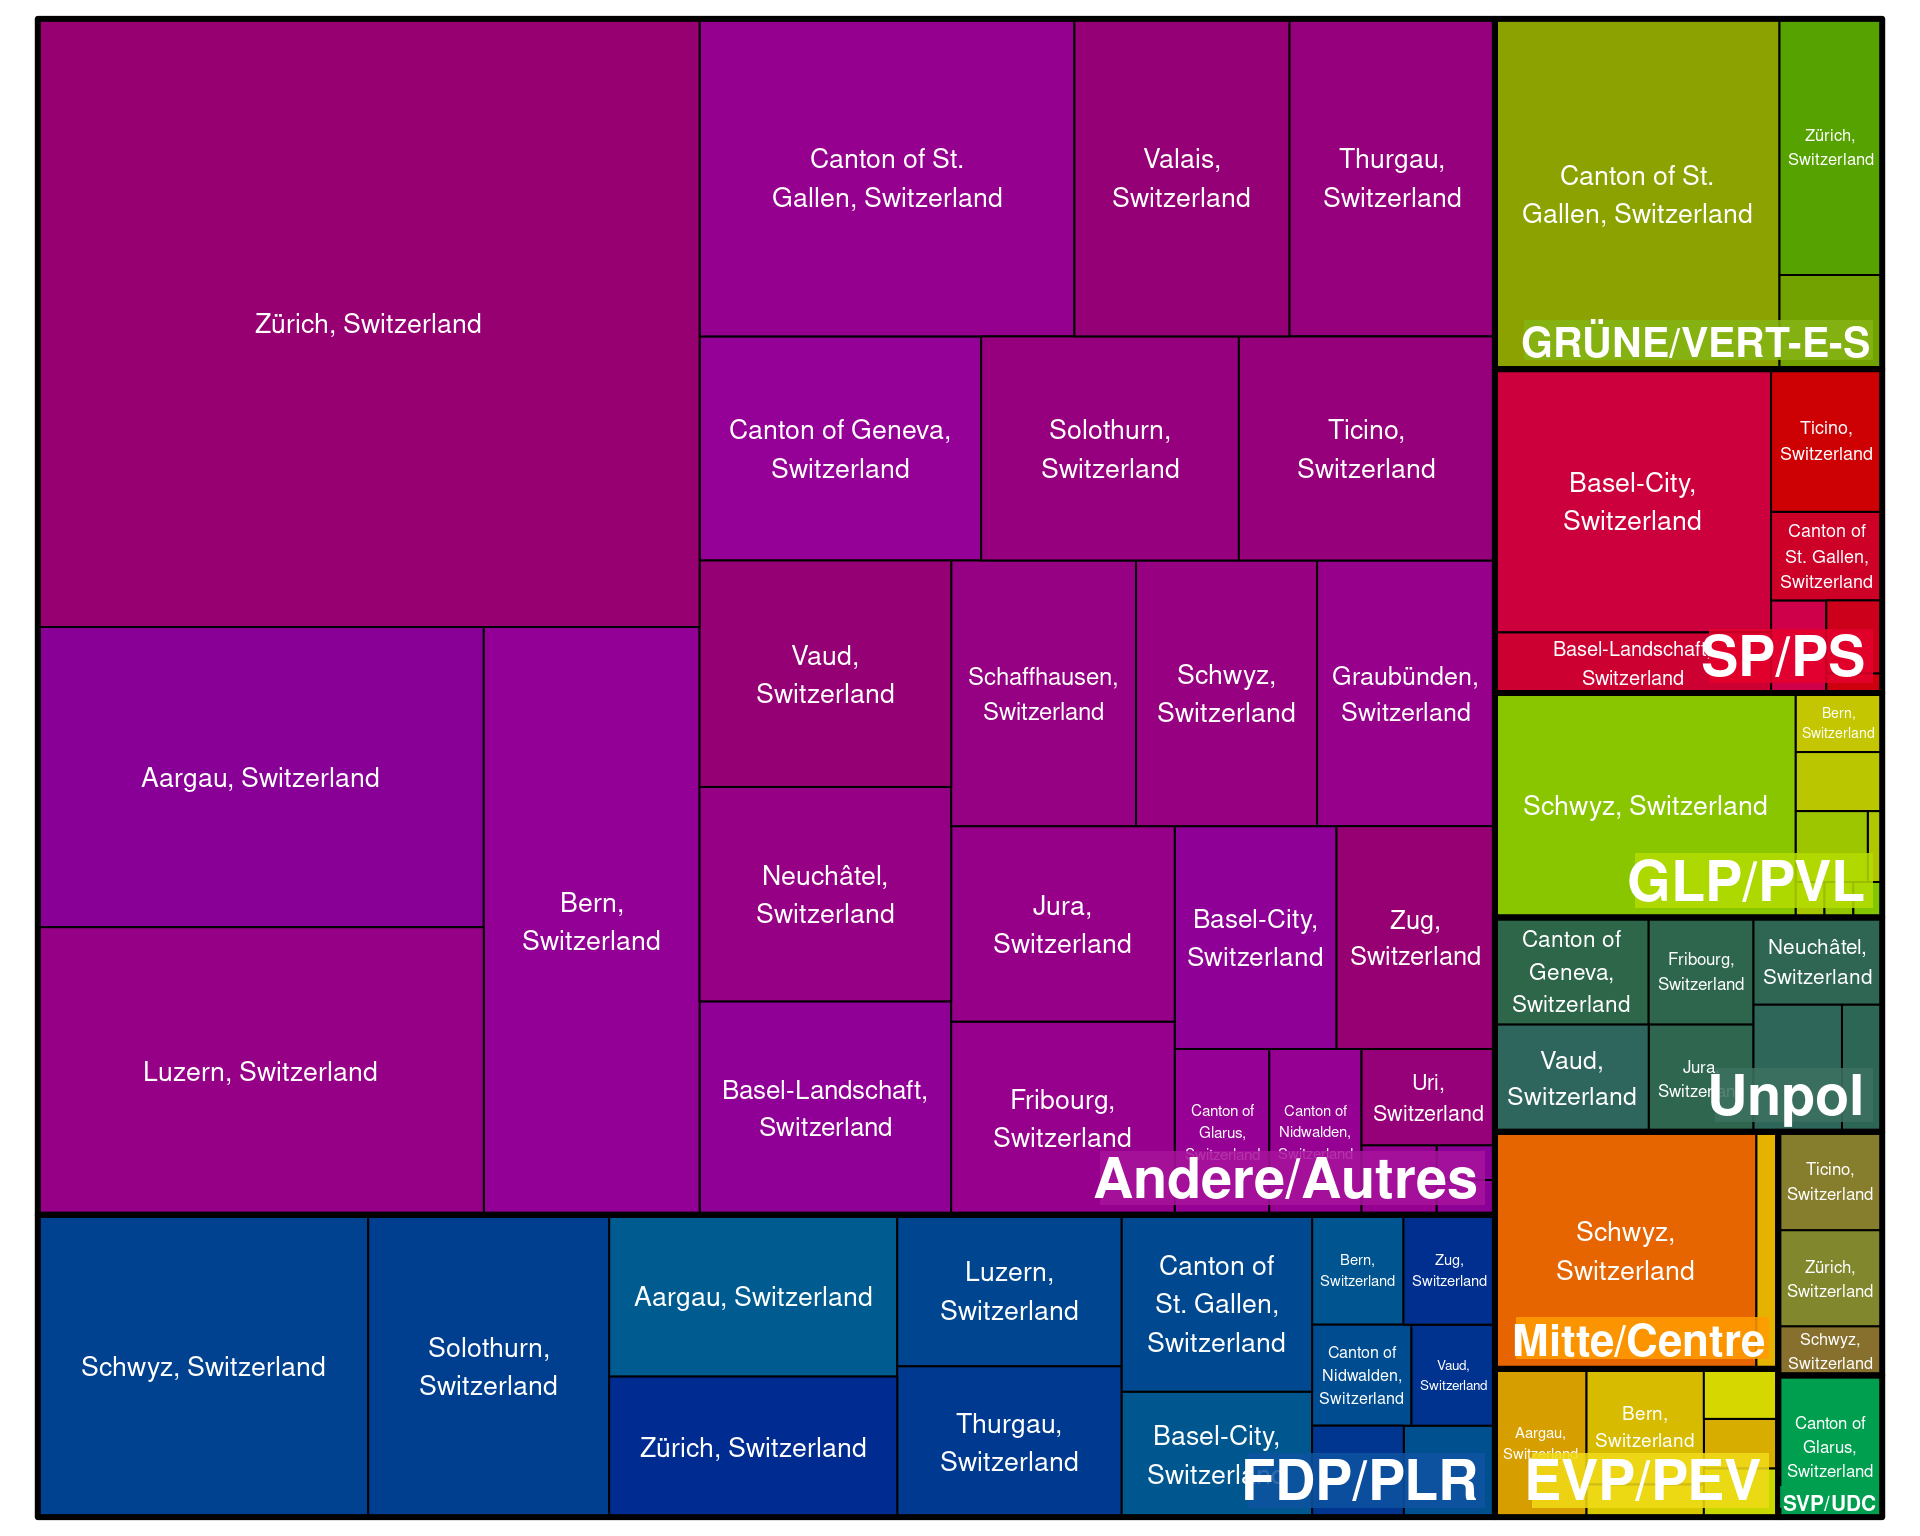 Zürich, Switzerland
Aargau, Switzerland
Luzern, Switzerland
Bern,
Switzerland
Canton of St.
Gallen, Switzerland
Valais,
Switzerland
Thurgau,
Switzerland
Canton of Geneva,
Switzerland
Solothurn,
Switzerland
Ticino,
Switzerland
Vaud,
Switzerland
Neuchâtel,
Switzerland
Basel-Landschaft,
Switzerland
Schaffhausen,
Switzerland
Schwyz,
Switzerland
Graubünden,
Switzerland
Jura,
Switzerland
Fribourg,
Switzerland
Basel-City,
Switzerland
Zug,
Switzerland
Canton of
Glarus,
Switzerland
Canton of
Nidwalden,
Switzerland
Uri,
Switzerland
Andere/Autres
Schwyz, Switzerland
Solothurn,
Switzerland
Aargau, Switzerland
Zürich, Switzerland
Luzern,
Switzerland
Thurgau,
Switzerland
Canton of
St. Gallen,
Switzerland
Basel-City,
Switzerland
Bern,
Switzerland
Zug,
Switzerland
Canton of
Nidwalden,
Switzerland
Vaud,
Switzerland
FDP/PLR
Canton of St.
Gallen, Switzerland
Zürich,
Switzerland
GRÜNE/VERT-E-S
Basel-City,
Switzerland
Ticino,
Switzerland
Canton of
St. Gallen,
Switzerland
Basel-Landschaft,
Switzerland
SP/PS
Schwyz, Switzerland
Bern,
Switzerland
GLP/PVL
Canton of
Geneva,
Switzerland
Vaud,
Switzerland
Fribourg,
Switzerland
Jura,
Switzerland
Neuchâtel,
Switzerland
Unpol
Schwyz,
Switzerland
Mitte/Centre
Ticino,
Switzerland
Zürich,
Switzerland
Schwyz,
Switzerland
Aargau,
Switzerland
Bern,
Switzerland
EVP/PEV
Canton of
Glarus,
Switzerland
SVP/UDC